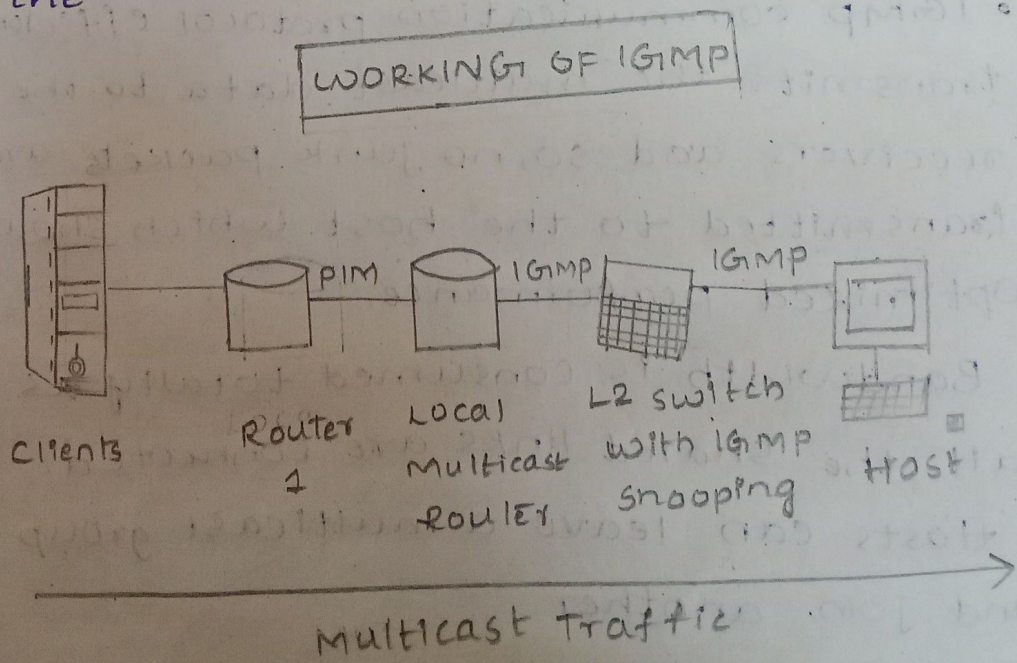 the
WORKING OF IGMP
PIM
IGMP
IGMP
Clients
Router
1
Local
Multicast
Router
L2 switch
with IGMP
snooping
Host
Multicast Traffic